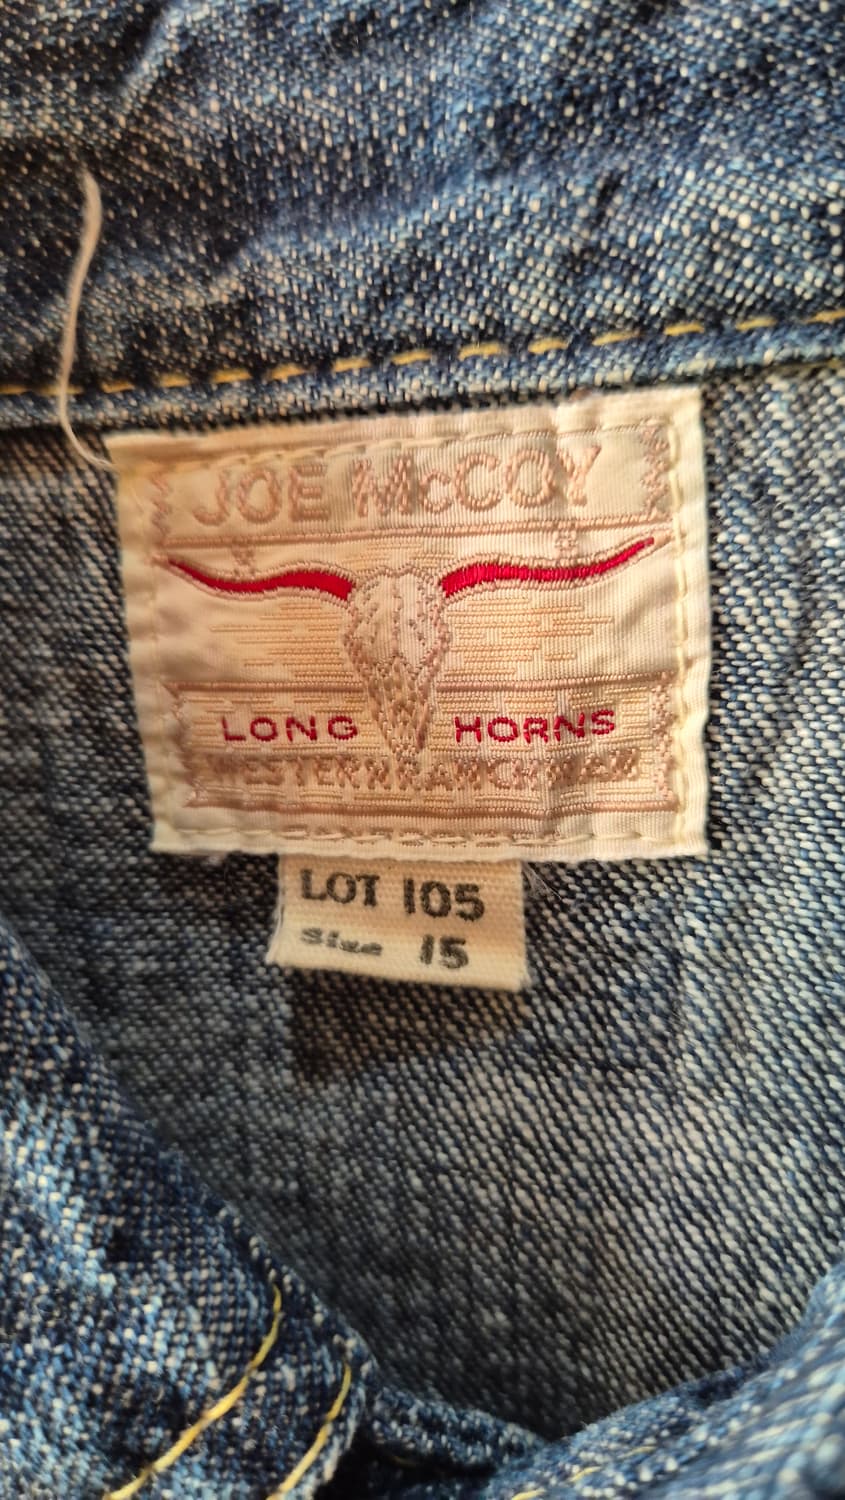 JOE McCOY
LONG HORNS
WESTERN RANCH WEAR
LOT 105
Size 15